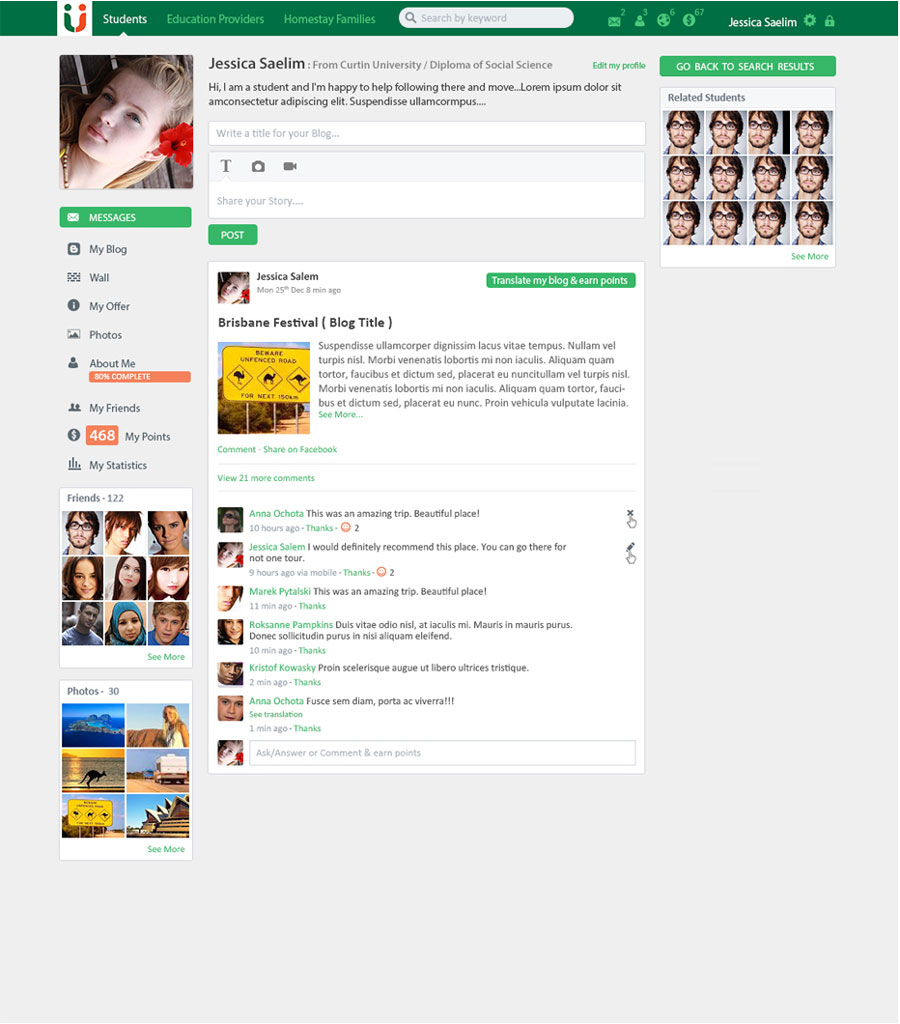 Students Education Providers Homestay Families Search by keyword 2 3 6 67 Jessica Saelim
Jessica Saelim : From Curtin University / Diploma of Social Science Edit my profile
Hi, I am a student and I'm happy to help following there and move...Lorem ipsum dolor sit
amconsectetur adipiscing elit. Suspendisse ullamcormpus....
Write a title for your Blog...
T
Share your Story....
POST
GO BACK TO SEARCH RESULTS
Related Students
See More
MESSAGES
My Blog
Wall
My Offer
Photos
About Me
80% COMPLETE
My Friends
468 My Points
My Statistics
Friends - 122
See More
Photos - 30
BEWARE
See More
Jessica Salem
Mon 25th Dec 8 min ago
Translate my blog & earn points
Brisbane Festival ( Blog Title )
BEWARE
UNFENCED ROAD
FOR NEXT 150km
Suspendisse ullamcorper dignissim lacus vitae tempus. Nullam vel
turpis nisl. Morbi venenatis lobortis mi non iaculis. Aliquam quam
tortor, faucibus et dictum sed, placerat eu nuncitullam vel turpis nisl.
Morbi venenatis lobortis mi non iaculis. Aliquam quam tortor, fauci-
bus et dictum sed, placerat eu nunc. Proin vehicula vulputate lacinia.
See More...
Comment · Share on Facebook
View 21 more comments
Anna Ochota This was an amazing trip. Beautiful place!
10 hours ago - Thanks - 2
Jessica Salem I would definitely recommend this place. You can go there for
not one tour.
9 hours ago via mobile - Thanks - 2
Marek Pytalski This was an amazing trip. Beautiful place!
11 min ago - Thanks
Roksanne Pampkins Duis vitae odio nisl, at iaculis mi. Mauris in mauris purus.
Donec sollicitudin purus in nisi aliquam eleifend.
10 min ago - Thanks
Kristof Kowasky Proin scelerisque augue ut libero ultrices tristique.
2 min ago - Thanks
Anna Ochota Fusce sem diam, porta ac viverra!!!
See translation
1 min ago - Thanks
Ask/Answer or Comment & earn points